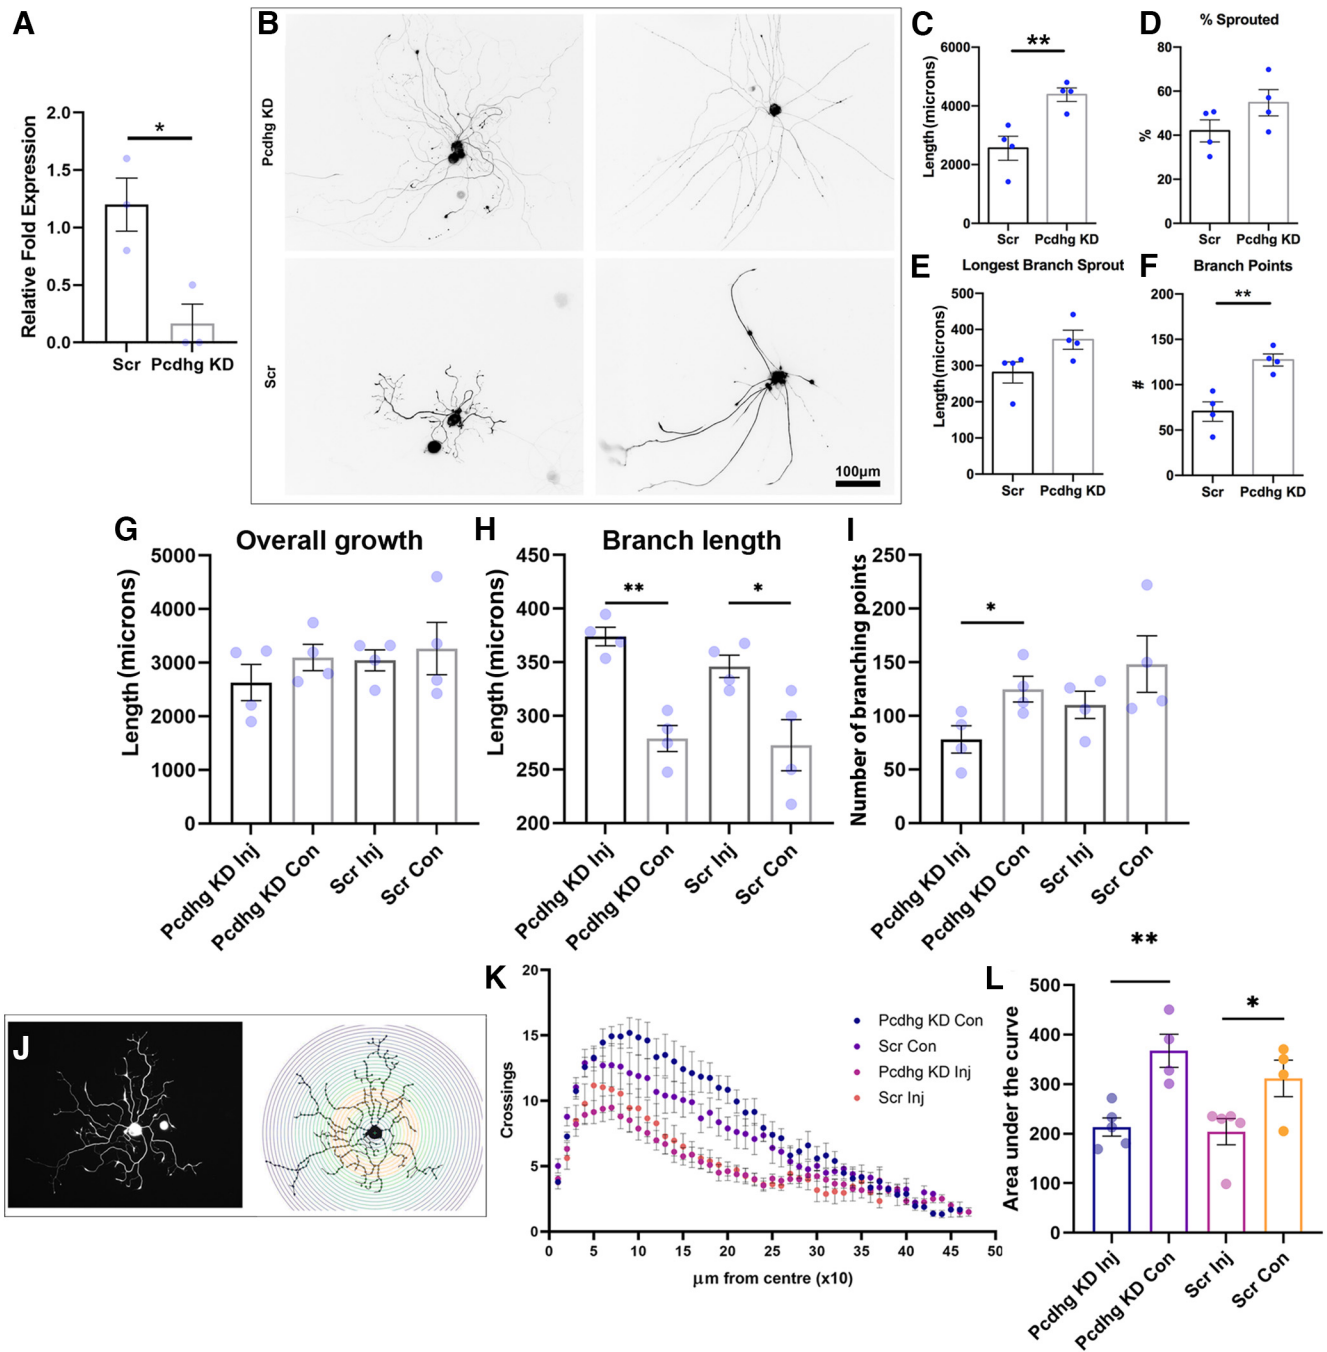 A
Relative Fold Expression
2.0
1.5
1.0
0.5
0.0
*
Scr
Pcdhg KD
B
Pcdhg KD
Scr
100μm
C
Length (microns)
6000
4000
2000
0
**
Scr
Pcdhg KD
D
% Sprouted
%
80
60
40
20
0
Scr
Pcdhg KD
E
Longest Branch Sprout
Length (microns)
500
400
300
200
100
0
Scr
Pcdhg KD
F
Branch Points
#
200
150
100
50
0
**
Scr
Pcdhg KD
G
Overall growth
Length (microns)
5000
4000
3000
2000
1000
0
Pcdhg KD Inj
Pcdhg KD Con
Scr Inj
Scr Con
H
Branch length
Length (microns)
450
400
350
300
250
200
**
*
Pcdhg KD Inj
Pcdhg KD Con
Scr Inj
Scr Con
I
Number of branching points
250
200
150
100
50
0
*
Pcdhg KD Inj
Pcdhg KD Con
Scr Inj
Scr Con
J
K
Crossings
20
15
10
5
0
0 5 10 15 20 25 30 35 40 45 50
μm from centre (x10)
Pcdhg KD Con
Scr Con
Pcdhg KD Inj
Scr Inj
L
Area under the curve
500
400
300
200
100
0
**
*
Pcdhg KD Inj
Pcdhg KD Con
Scr Inj
Scr Con